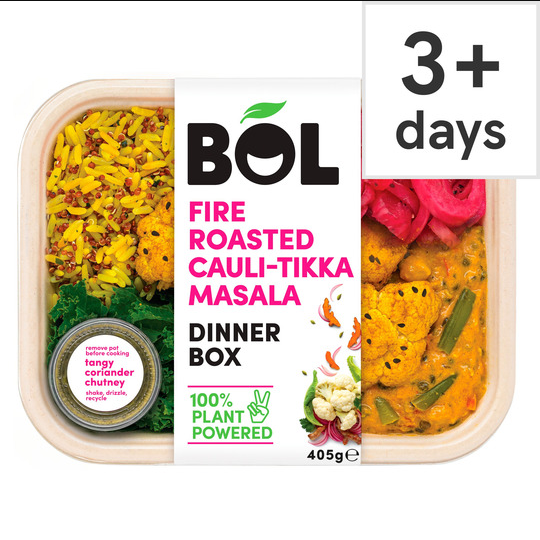 3+
days
BOL
FIRE
ROASTED
CAULI-TIKKA
MASALA
DINNER
BOX
100%
PLANT
POWERED
405g℮
remove pot
before cooking
tangy
coriander
chutney
shake, drizzle,
recycle